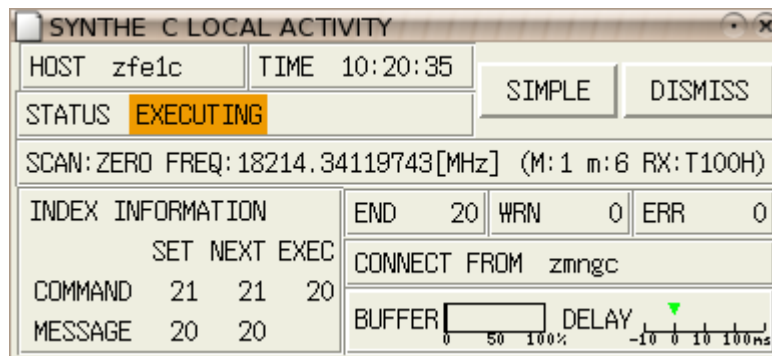 SYNTHE C LOCAL ACTIVITY
HOST zfe1c TIME 10:20:35
SIMPLE DISMISS
STATUS EXECUTING
SCAN:ZERO FREQ:18214.34119743[MHz] (M:1 m:6 RX:T100H)
INDEX INFORMATION
SET NEXT EXEC
COMMAND 21 21 20
MESSAGE 20 20
END 20 WRN 0 ERR 0
CONNECT FROM zmngc
BUFFER 0 50 100%
DELAY -10 0 10 100ms